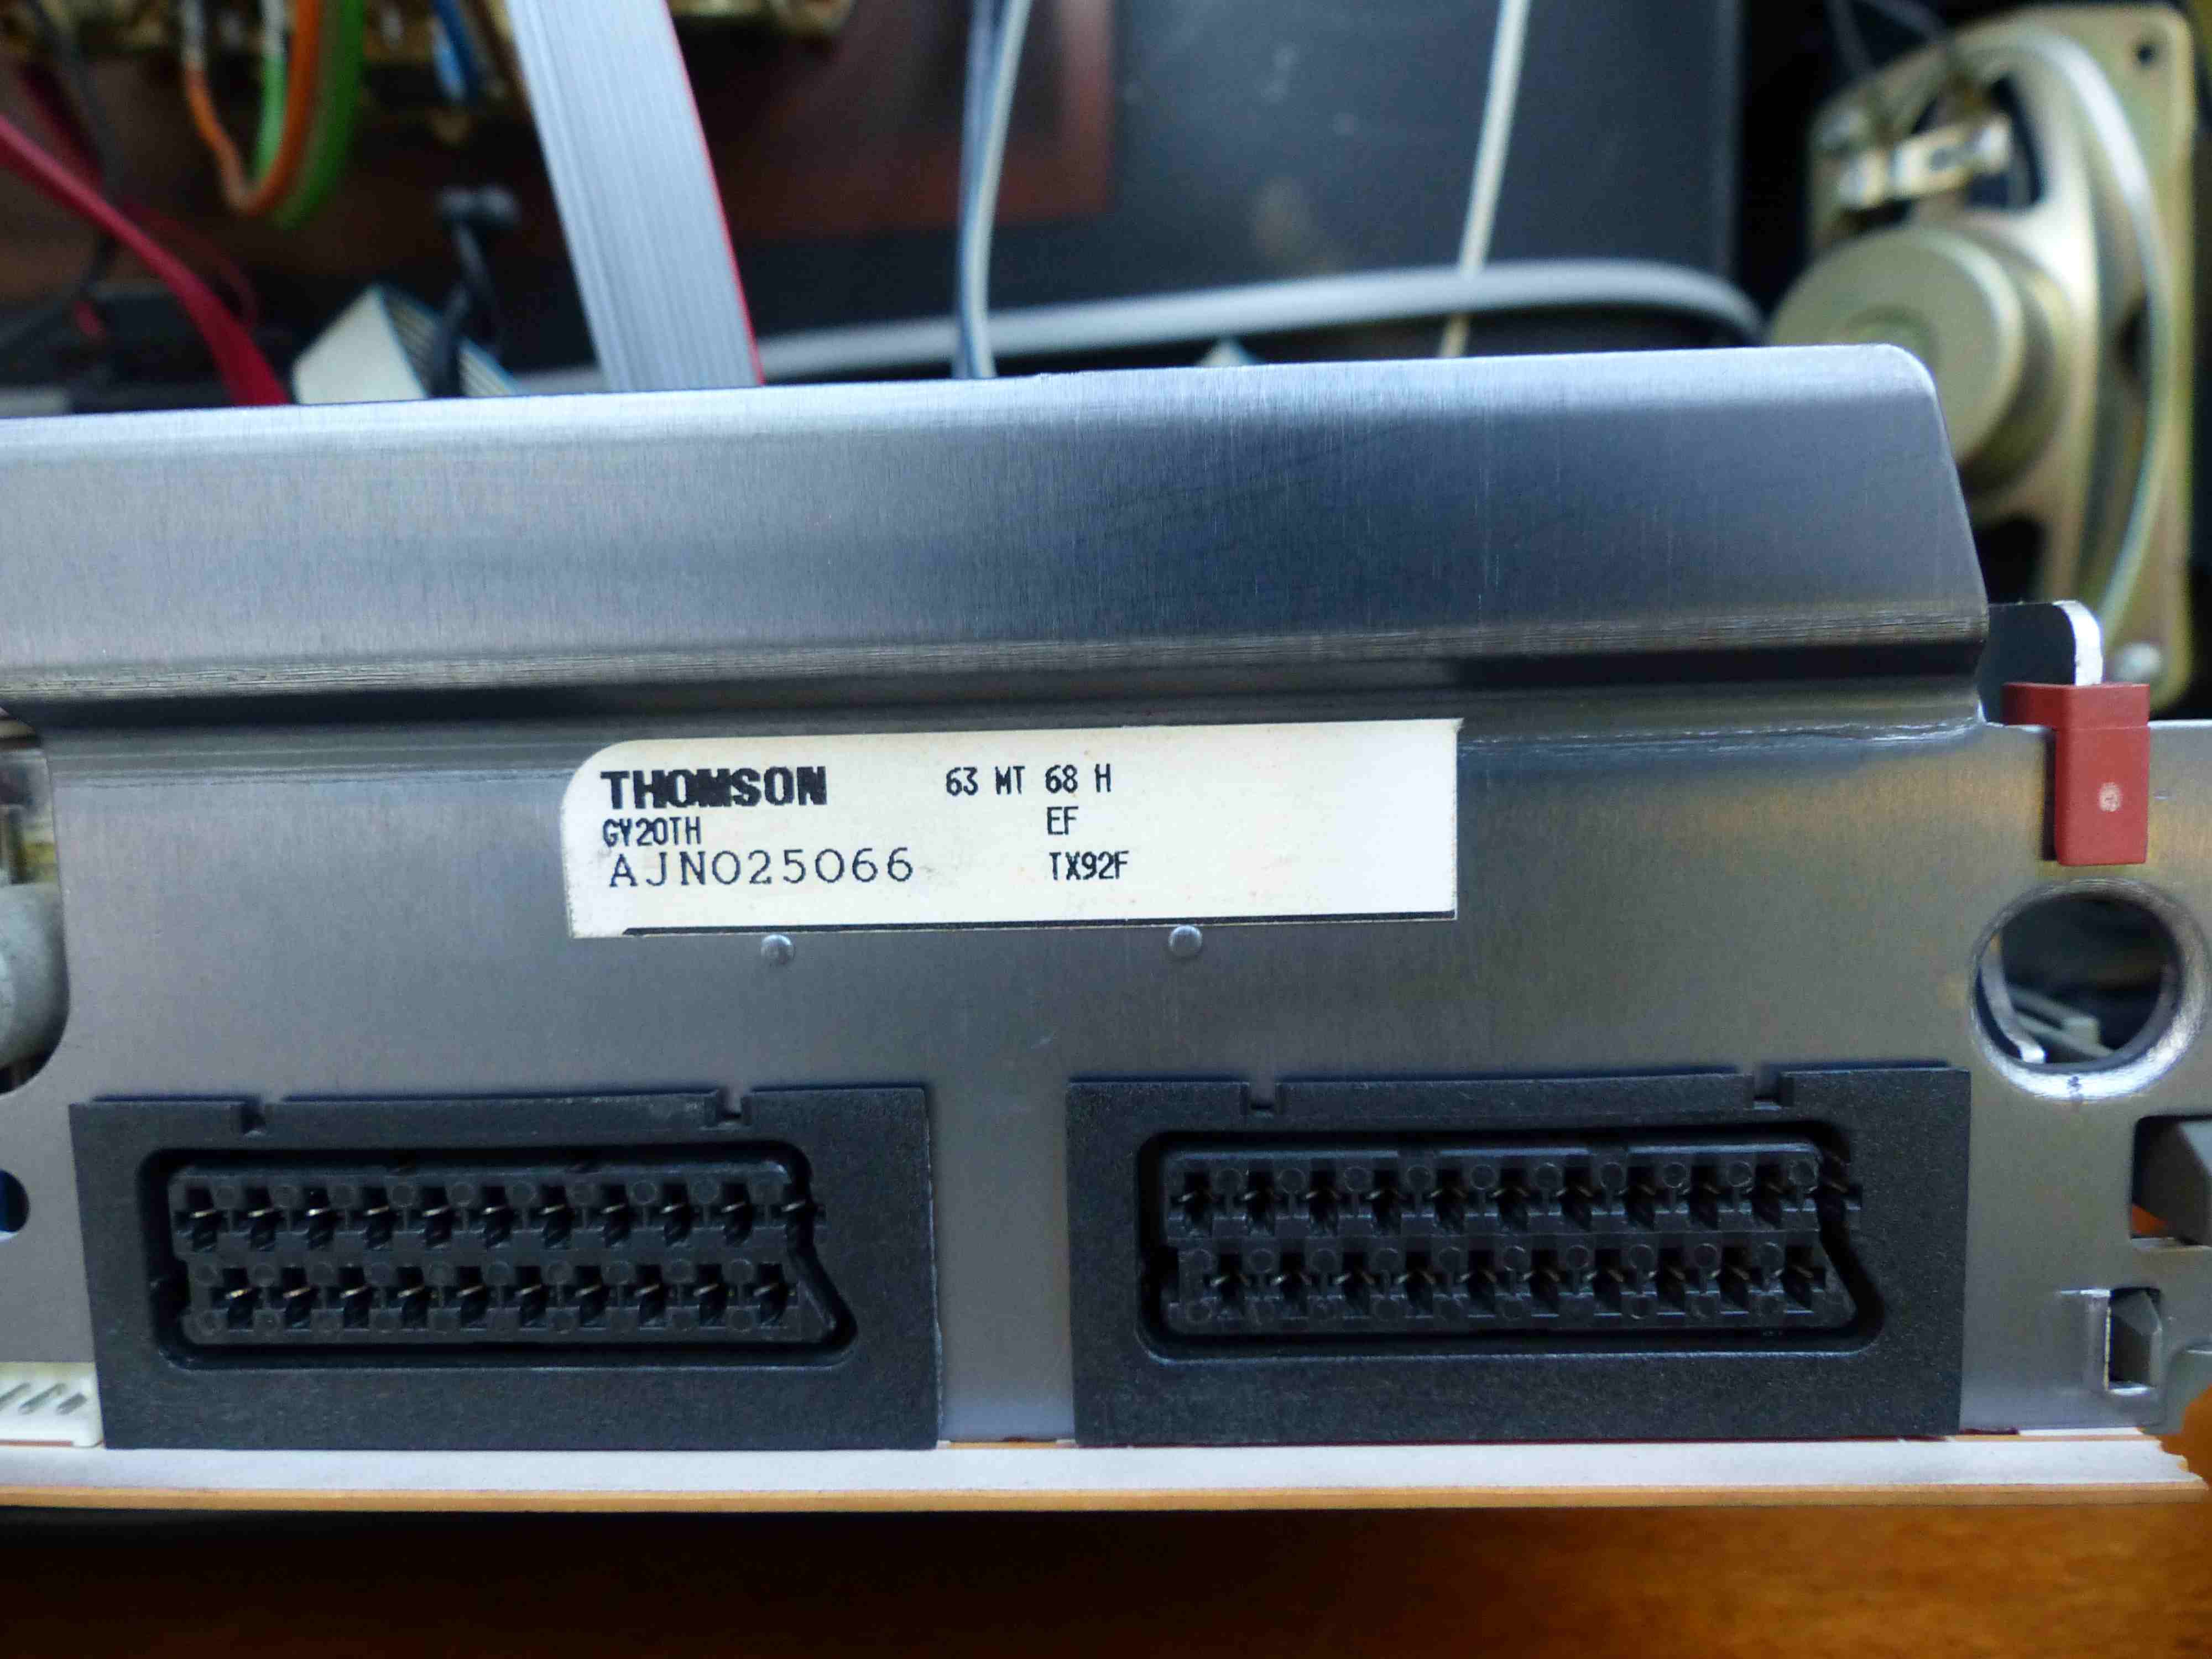 THOMSON 63 MT 68 H
GY20TH EF
AJN025066 TX92F